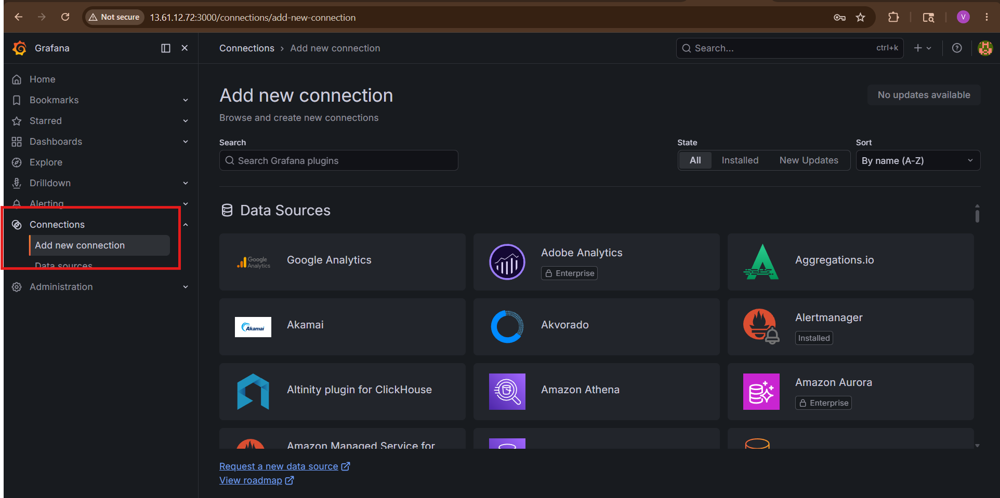 Not secure
13.61.12.72:3000/connections/add-new-connection
V
Grafana
Connections › Add new connection
Search...
ctrl+k
Home
Bookmarks
Starred
Dashboards
Explore
Drilldown
Alerting
Connections
Add new connection
Data sources
Administration
Add new connection
No updates available
Browse and create new connections
Search
State
Sort
Search Grafana plugins
All
Installed
New Updates
By name (A-Z)
Data Sources
Google Analytics
Google Analytics
Adobe Analytics
Enterprise
Aggregations.io
Akamai
Akamai
Akvorado
Alertmanager
Installed
Altinity plugin for ClickHouse
Amazon Athena
Amazon Aurora
Enterprise
Amazon Managed Service for
Request a new data source
View roadmap